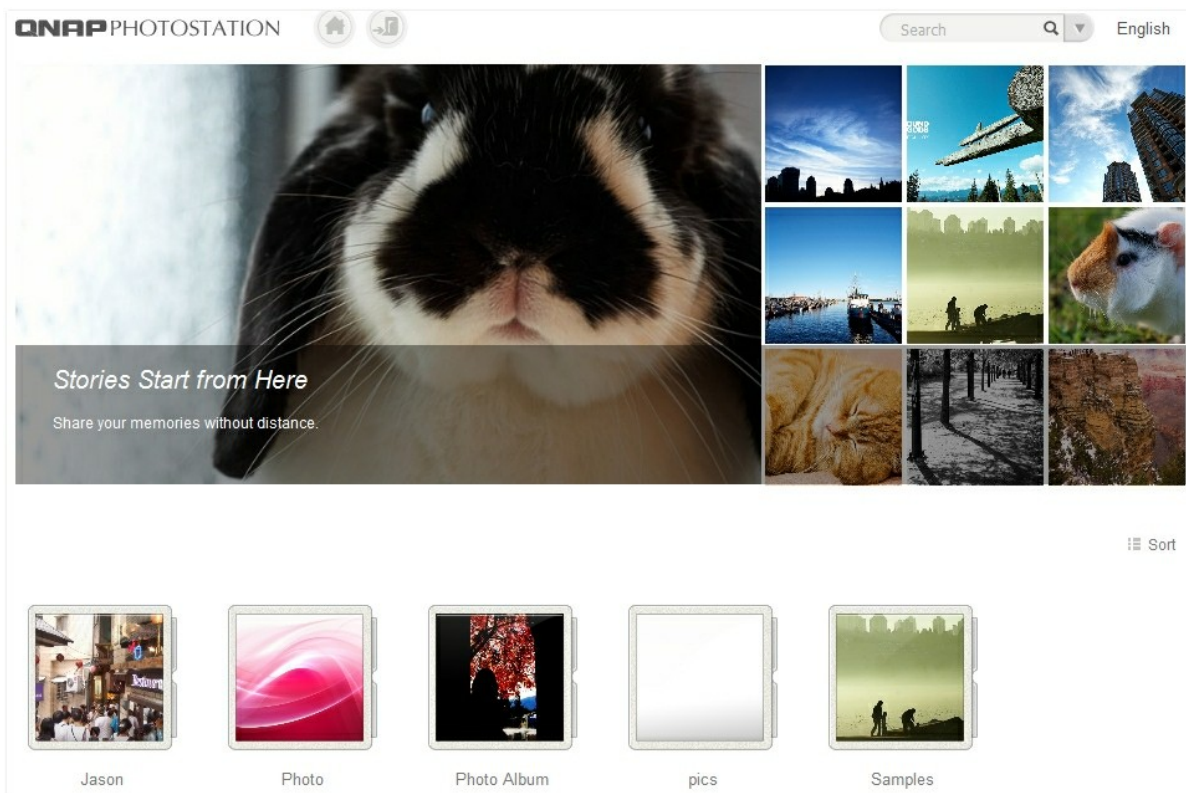 QNAP PHOTOSTATION
Search
English
Stories Start from Here
Share your memories without distance.
Sort
Jason
Photo
Photo Album
pics
Samples